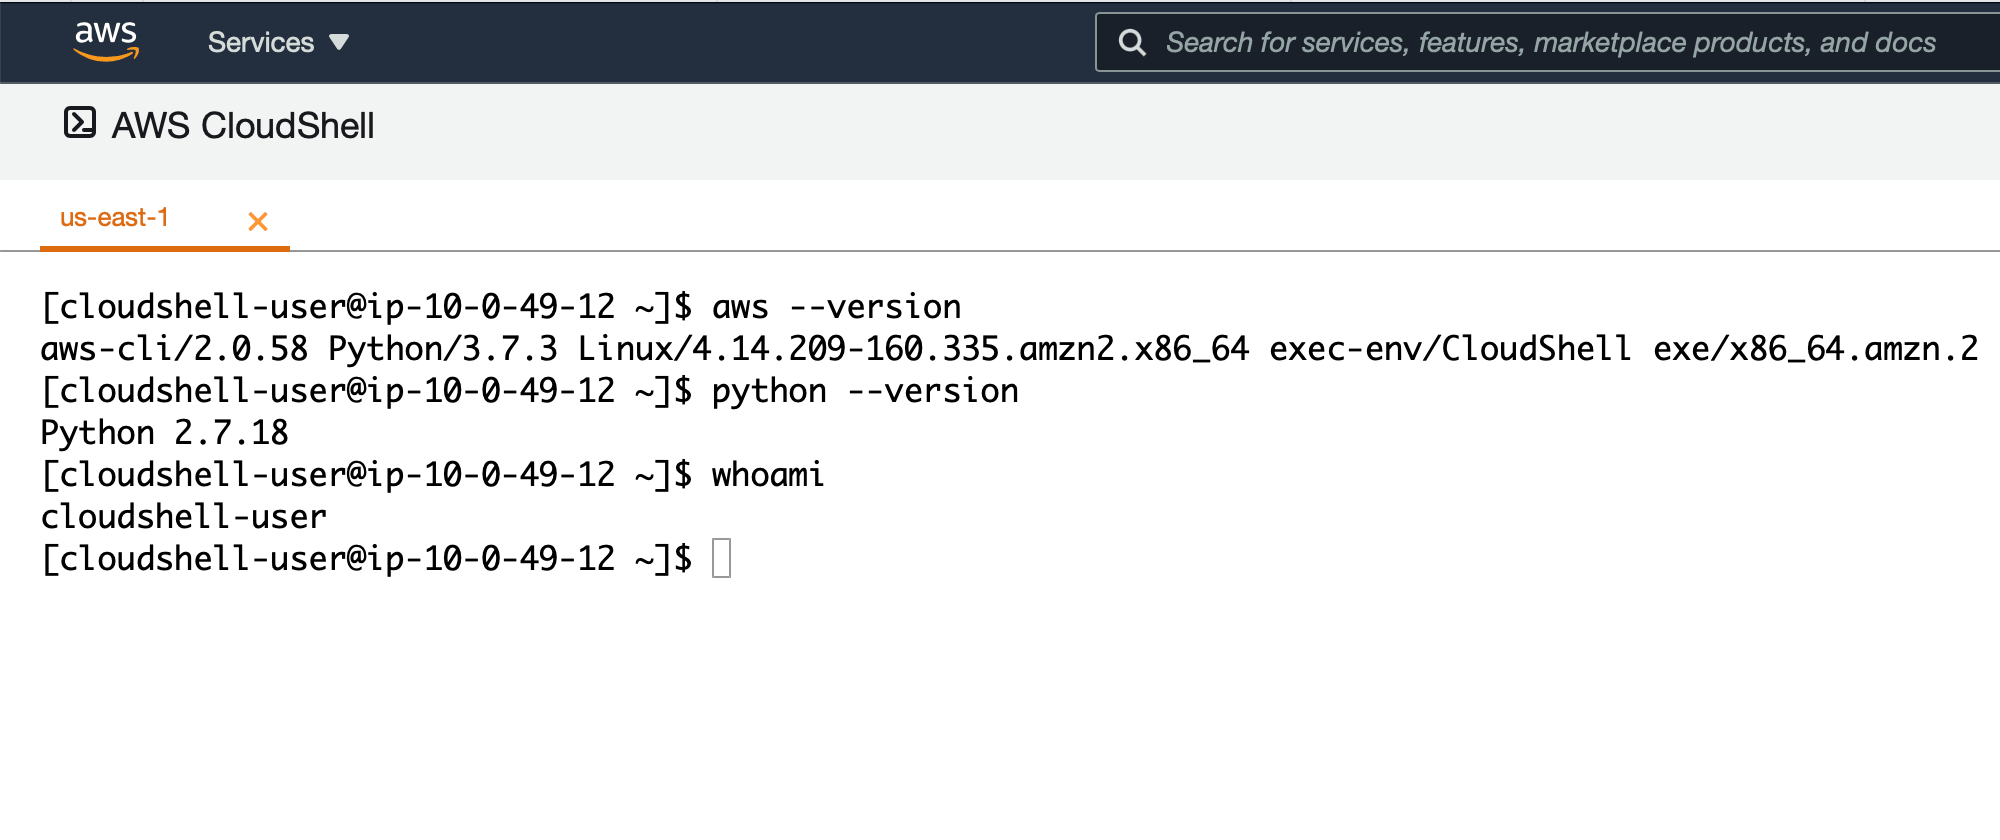 aws
Services ▼
Search for services, features, marketplace products, and docs
AWS CloudShell
us-east-1 ×
[cloudshell-user@ip-10-0-49-12 ~]$ aws --version
aws-cli/2.0.58 Python/3.7.3 Linux/4.14.209-160.335.amzn2.x86_64 exec-env/CloudShell exe/x86_64.amzn.2
[cloudshell-user@ip-10-0-49-12 ~]$ python --version
Python 2.7.18
[cloudshell-user@ip-10-0-49-12 ~]$ whoami
cloudshell-user
[cloudshell-user@ip-10-0-49-12 ~]$